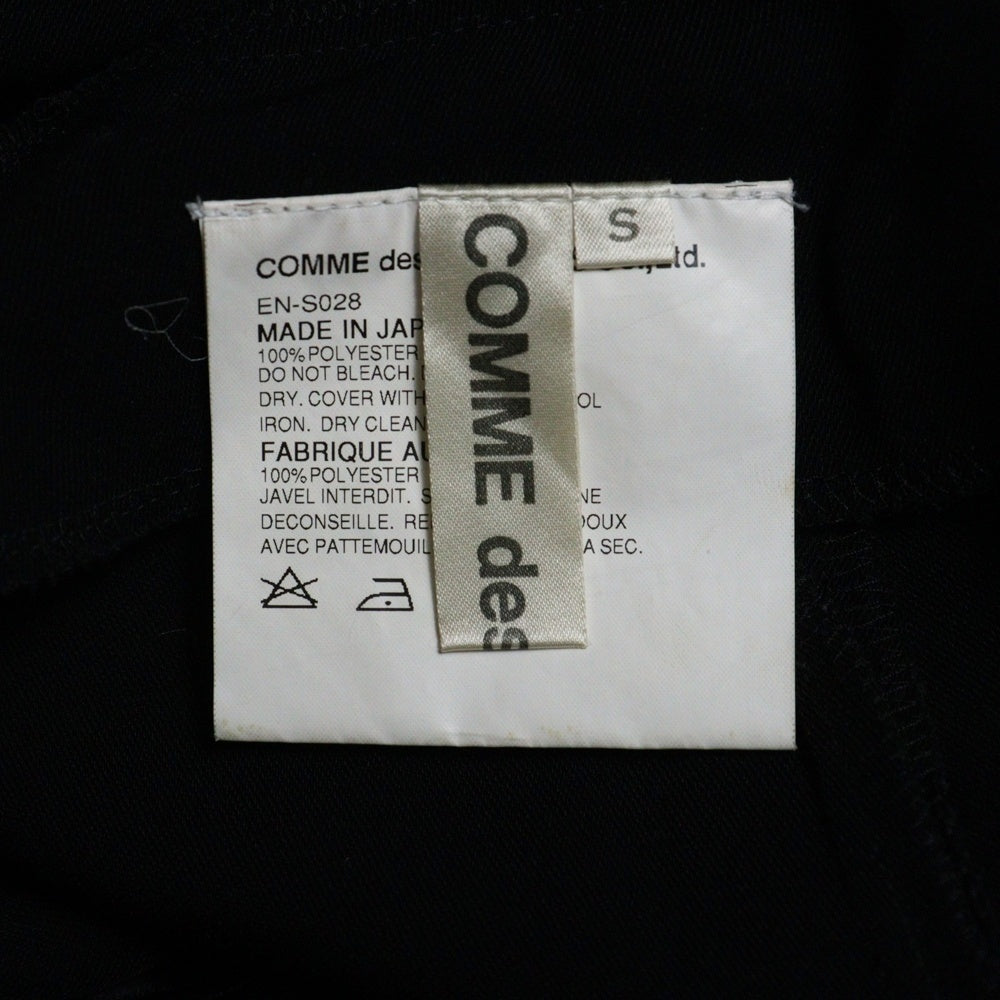 S
COMME des
COMME des Ltd.
EN-S028
MADE IN JAP
100% POLYESTER
DO NOT BLEACH.
DRY. COVER WITH OL
IRON. DRY CLEAN
FABRIQUE AU
100% POLYESTER
JAVEL INTERDIT. S NE
DECONSEILLE. RE DOUX
AVEC PATTEMOUIL A SEC.